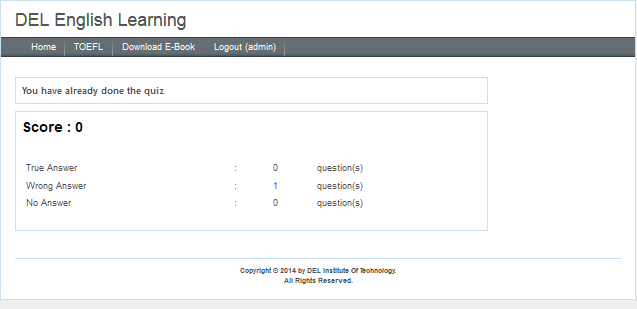 DEL English Learning
Home TOEFL Download E-Book Logout (admin)
You have already done the quiz
Score : 0
True Answer : 0 question(s)
Wrong Answer : 1 question(s)
No Answer : 0 question(s)
Copyright © 2014 by DEL Institute Of Technology.
All Rights Reserved.